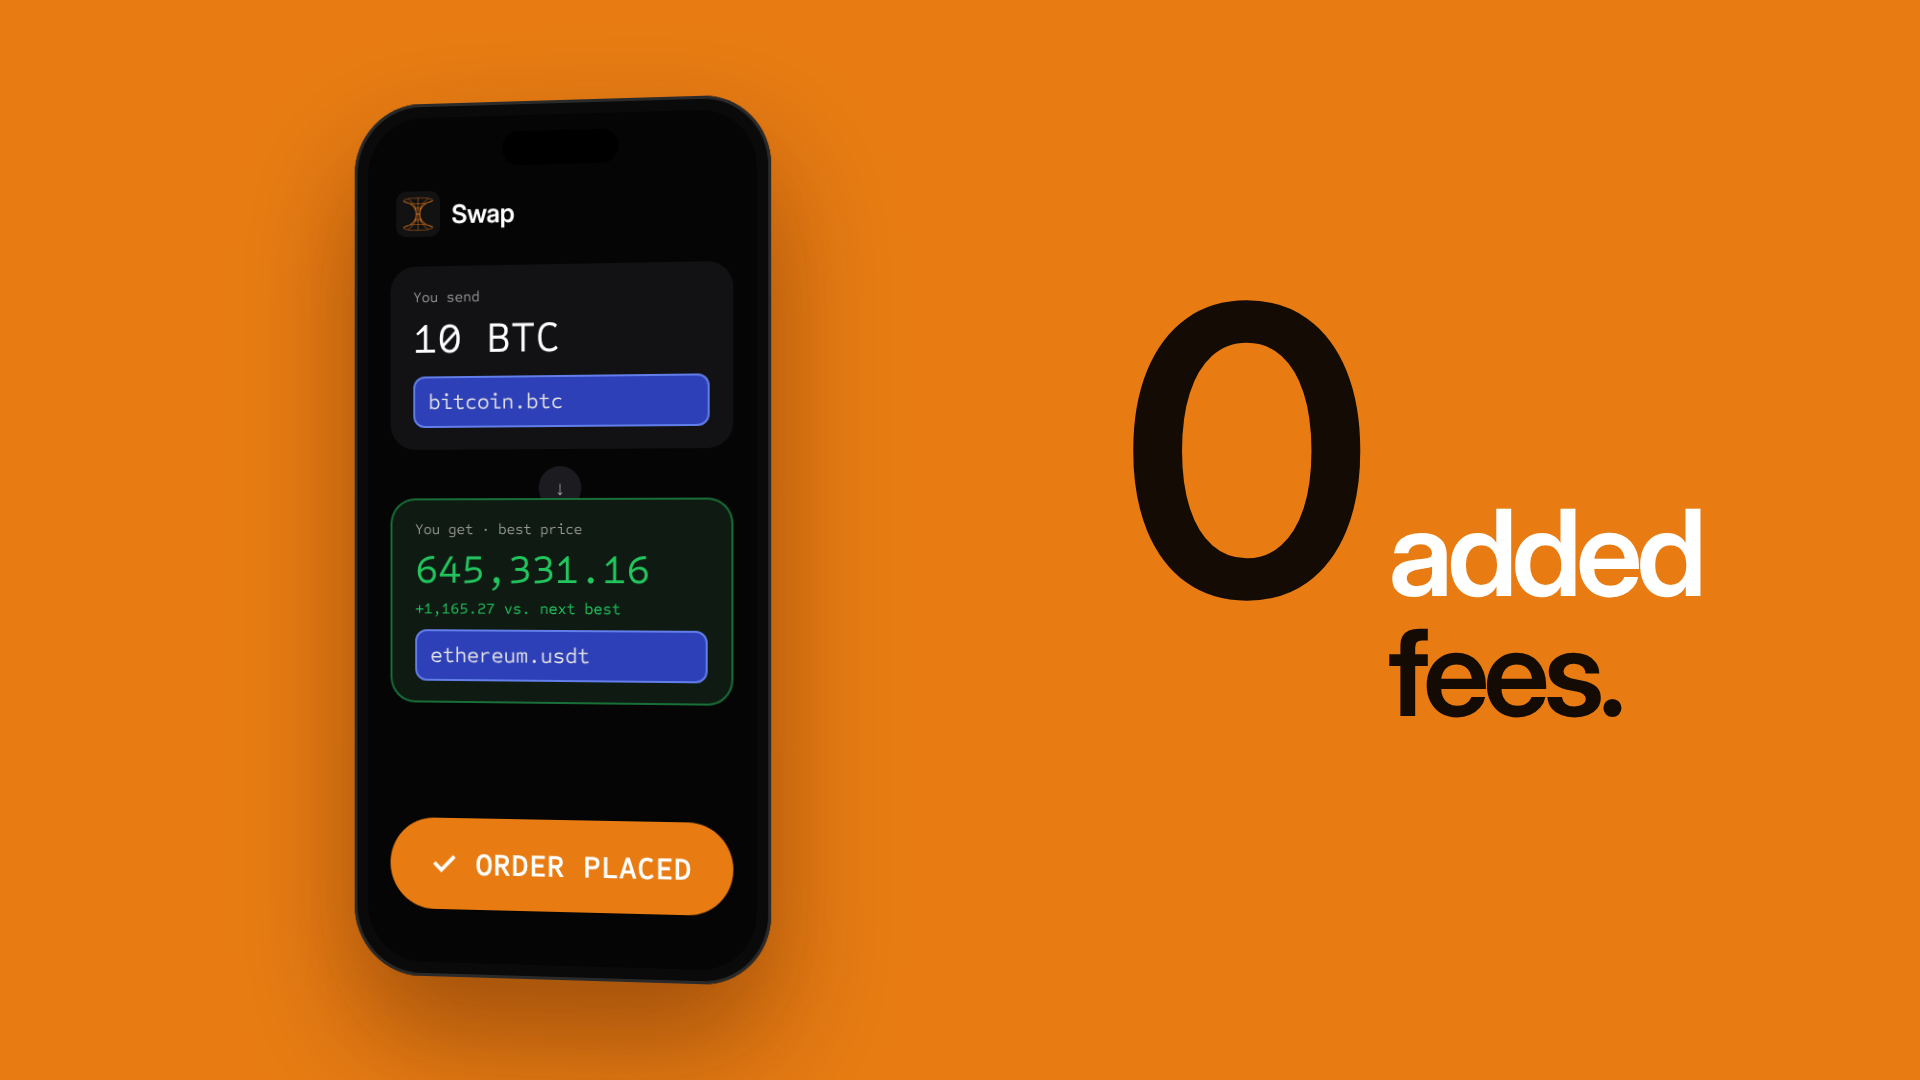 Swap
You send
10 BTC
bitcoin.btc
↓
You get · best price
645,331.16
+1,165.27 vs. next best
ethereum.usdt
✓ ORDER PLACED
0 added
fees.